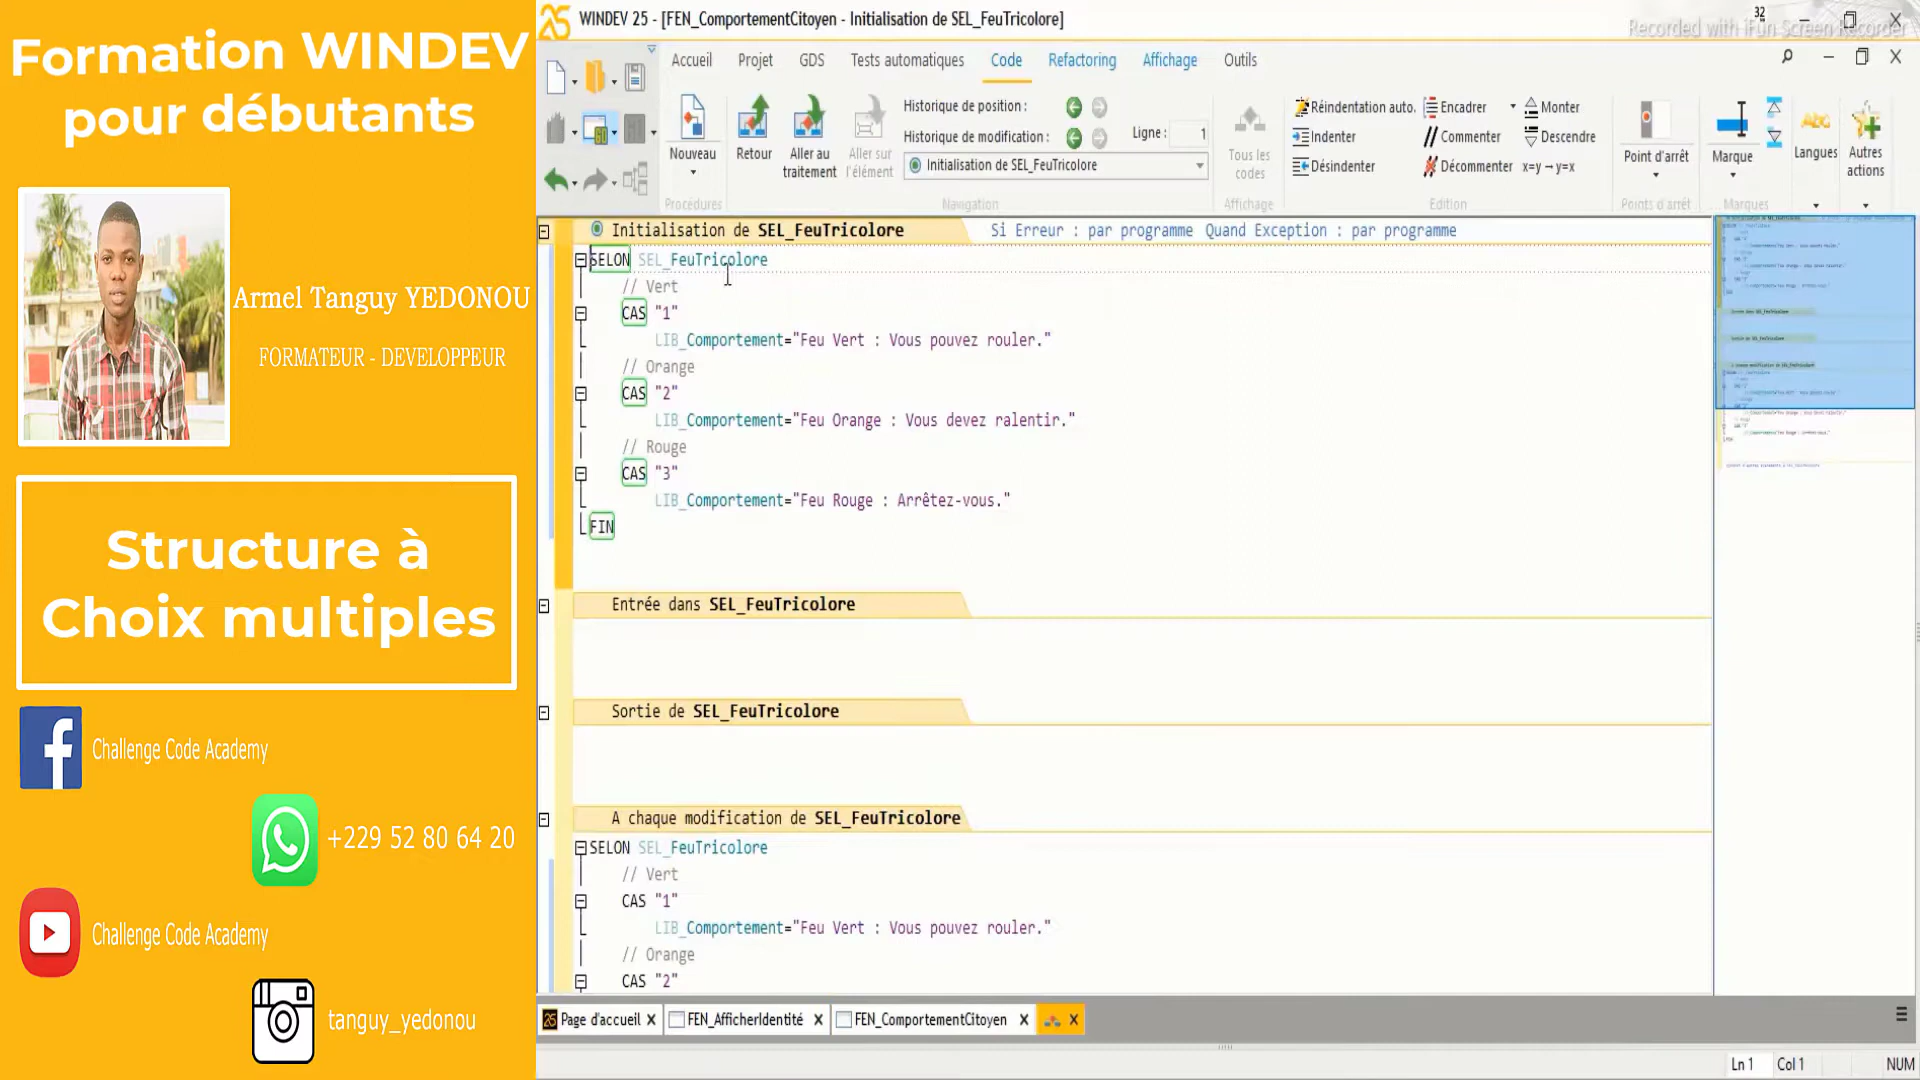 Formation WINDEV
pour débutants
Armel Tanguy YEDONOU
FORMATEUR - DEVELOPPEUR
Structure à
Choix multiples
Challenge Code Academy
+229 52 80 64 20
Challenge Code Academy
tanguy_yedonou
25 WINDEV 25 - [FEN_ComportementCitoyen - Initialisation de SEL_FeuTricolore]
32
Recorded with iFun Screen Recorder
Accueil Projet GDS Tests automatiques Code Refactoring Affichage Outils
Nouveau
Procédures
Retour
Aller au
traitement
Aller sur
l'élément
Historique de position :
Historique de modification :
Ligne : 1
Initialisation de SEL_FeuTricolore
Navigation
Tous les
codes
Affichage
Réindentation auto. Encadrer Monter
Indenter Commenter Descendre
Désindenter Décommenter x=y→y=x
Edition
Point d'arrêt
Points d'arrêt
Marque
Marques
ABC
Langues
Autres
actions
Initialisation de SEL_FeuTricolore Si Erreur : par programme Quand Exception : par programme
SELON SEL_FeuTricolore
// Vert
CAS "1"
LIB_Comportement="Feu Vert : Vous pouvez rouler."
// Orange
CAS "2"
LIB_Comportement="Feu Orange : Vous devez ralentir."
// Rouge
CAS "3"
LIB_Comportement="Feu Rouge : Arrêtez-vous."
FIN
Entrée dans SEL_FeuTricolore
Sortie de SEL_FeuTricolore
A chaque modification de SEL_FeuTricolore
SELON SEL_FeuTricolore
// Vert
CAS "1"
LIB_Comportement="Feu Vert : Vous pouvez rouler."
// Orange
CAS "2"
25 Page d'accueil FEN_AfficherIdentité FEN_ComportementCitoyen
Ln 1 Col 1 NUM